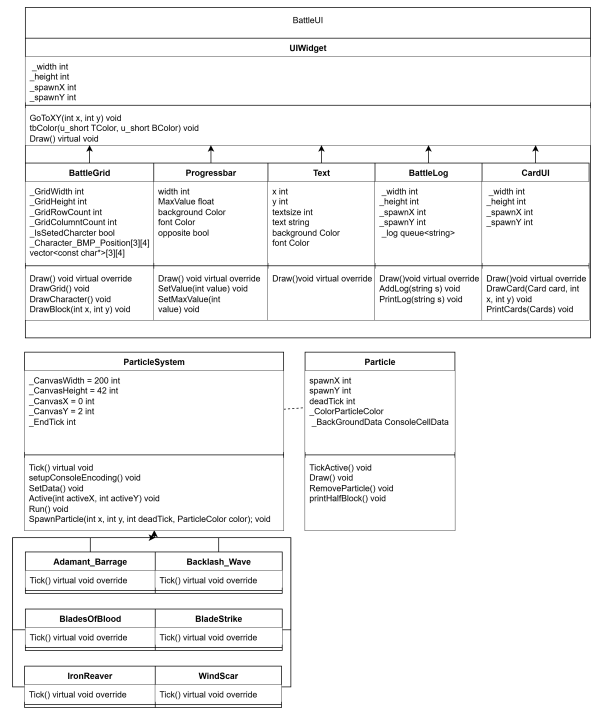 BattleUI
UIWidget
_width int
_height int
_spawnX int
_spawnY int
GoToXY(int x, int y) void
tbColor(u_short TColor, u_short BColor) void
Draw() virtual void
BattleGrid
_GridWidth int
_GridHeight int
_GridRowCount int
_GridColumntCount int
_IsSetedCharcter bool
_Character_BMP_Position[3][4]
vector<const char*>[3][4]
Draw() void virtual override
DrawGrid() void
DrawCharacter() void
DrawBlock(int x, int y) void
Progressbar
width int
MaxValue float
background Color
font Color
opposite bool
Draw() void virtual override
SetValue(int value) void
SetMaxValue(int
value) void
Text
x int
y int
textsize int
text string
background Color
font Color
Draw()void virtual override
BattleLog
_width int
_height int
_spawnX int
_spawnY int
_log queue<string>
Draw()void virtual override
AddLog(string s) void
PrintLog(string s) void
CardUI
_width int
_height int
_spawnX int
_spawnY int
Draw()void virtual override
DrawCard(Card card, int
x, int y) void
PrintCards(Cards) void
ParticleSystem
_CanvasWidth = 200 int
_CanvasHeight = 42 int
_CanvasX = 0 int
_CanvasY = 2 int
_EndTick int
Tick() virtual void
setupConsoleEncoding() void
SetData() void
Active(int activeX, int activeY) void
Run() void
SpawnParticle(int x, int y, int deadTick, ParticleColor color); void
Particle
spawnX int
spawnY int
deadTick int
_ColorParticleColor
_BackGroundData ConsoleCellData
TickActive() void
Draw() void
RemoveParticle() void
printHalfBlock() void
Adamant_Barrage
Tick() virtual void override
Backlash_Wave
Tick() virtual void override
BladesOfBlood
Tick() virtual void override
BladeStrike
Tick() virtual void override
IronReaver
Tick() virtual void override
WindScar
Tick() virtual void override